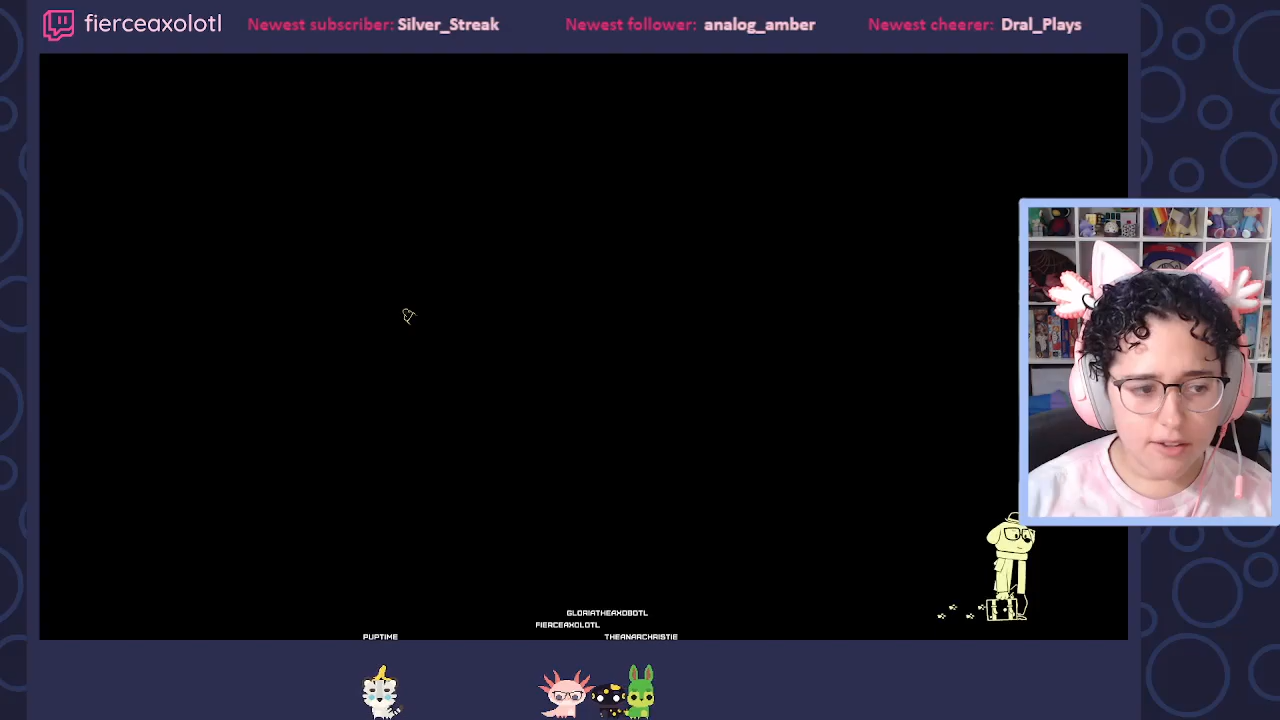 fierceaxolotl Newest subscriber: Silver_Streak Newest follower: analog_amber Newest cheerer: Dral_Plays
GLORIATHEAXOBOTL
FIERCEAXOLOTL
PUPTIME THEANARCHRISTIE